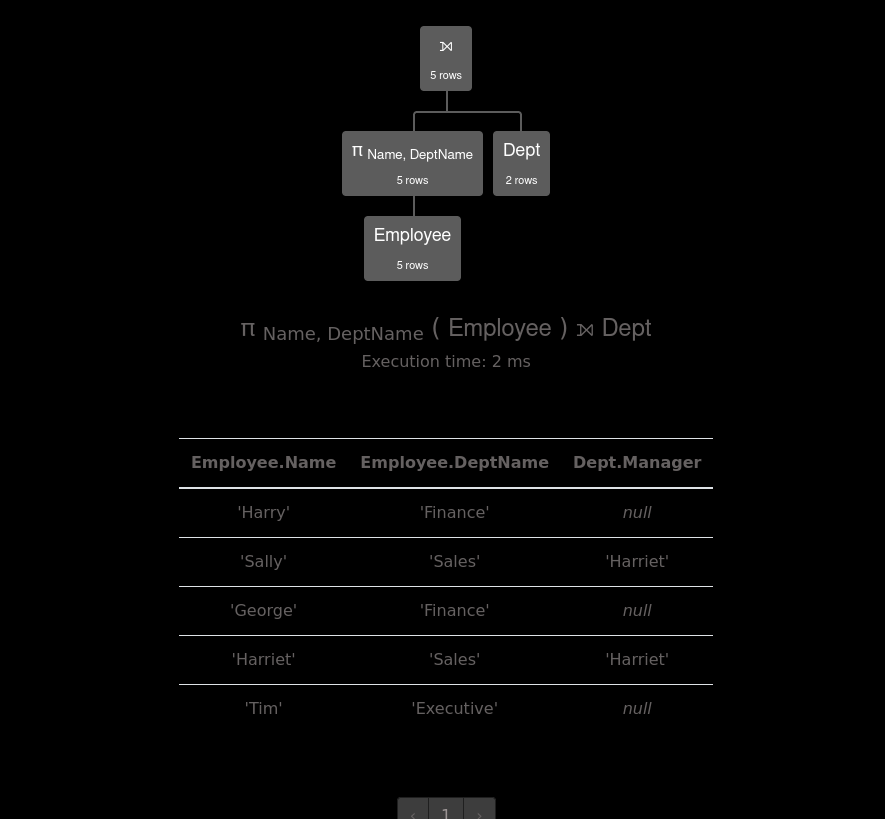 ⟕
5 rows
π Name, DeptName
5 rows
Dept
2 rows
Employee
5 rows
π Name, DeptName ( Employee ) ⟕ Dept
Execution time: 2 ms
Employee.Name Employee.DeptName Dept.Manager
'Harry' 'Finance' null
'Sally' 'Sales' 'Harriet'
'George' 'Finance' null
'Harriet' 'Sales' 'Harriet'
'Tim' 'Executive' null
‹ 1 ›